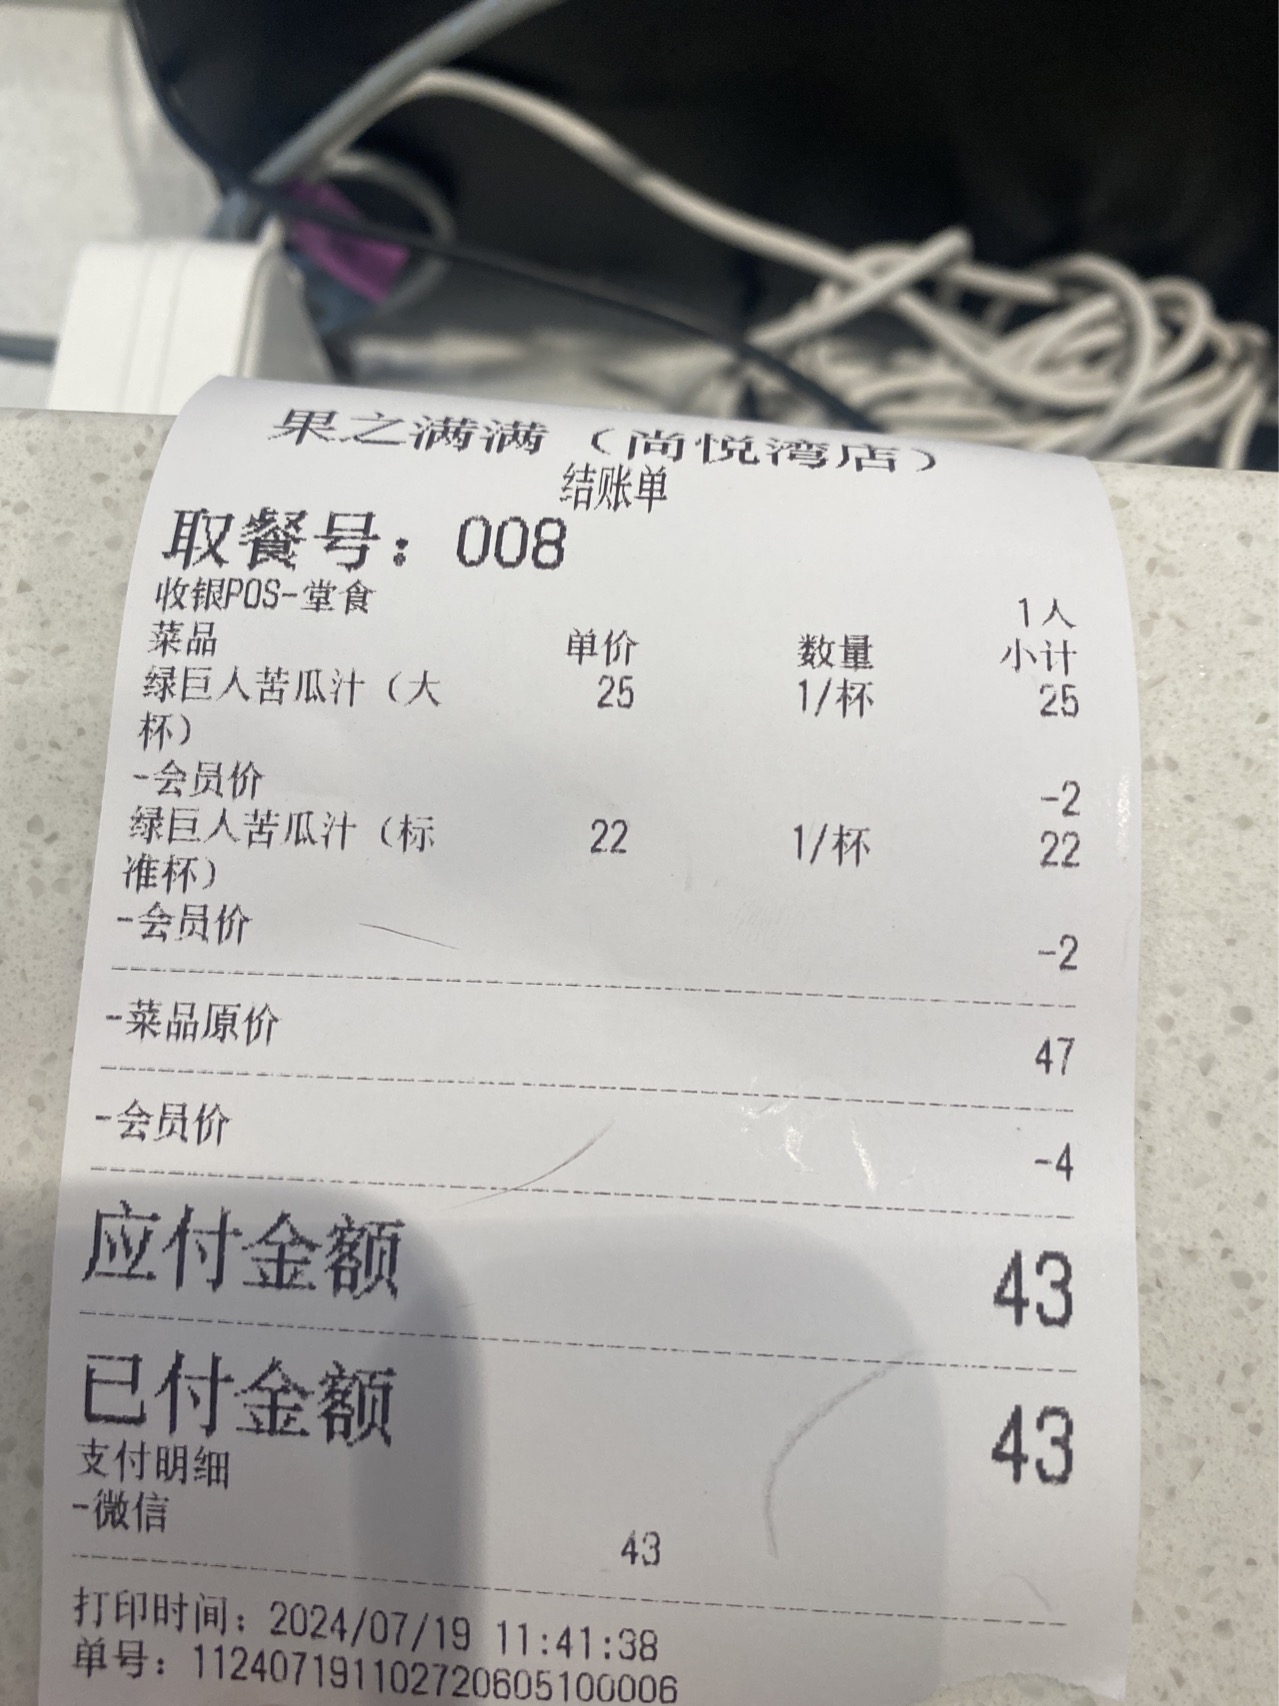 果之满满（尚悦湾店）
结账单
取餐号：008
收银POS-堂食 1人
菜品 单价 数量 小计
绿巨人苦瓜汁（大 25 1/杯 25
杯）
-会员价 -2
绿巨人苦瓜汁（标 22 1/杯 22
准杯）
-会员价 -2
-菜品原价 47
-会员价 -4
应付金额 43
已付金额 43
支付明细
-微信 43
打印时间：2024/07/19 11:41:38
单号：1124071911027206051​00006